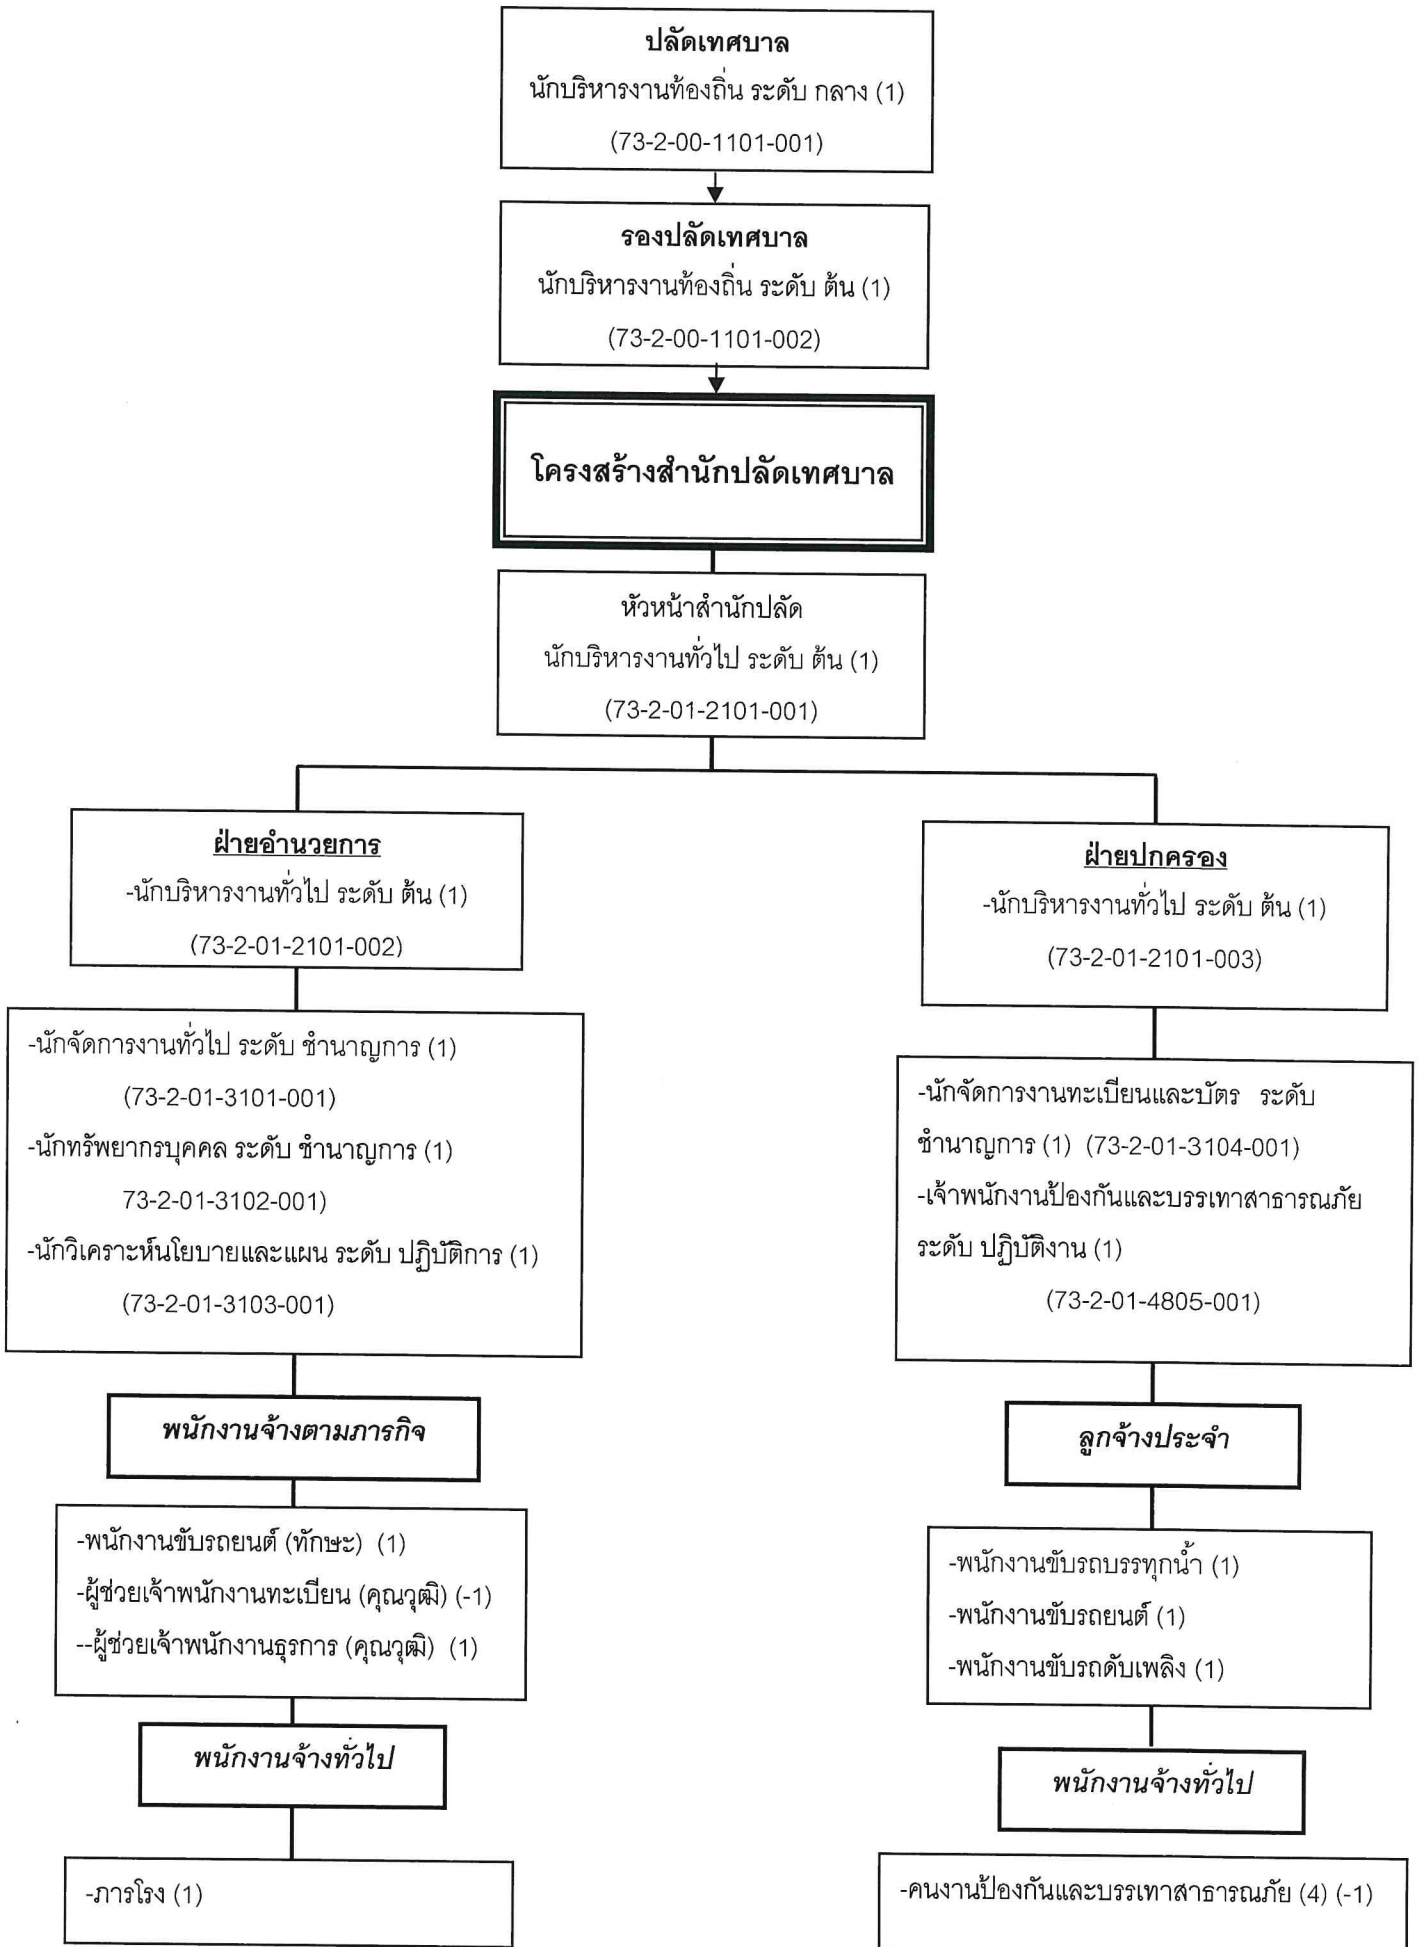 ปลัดเทศบาล
นักบริหารงานท้องถิ่น ระดับ กลาง (1)
(73-2-00-1101-001)
รองปลัดเทศบาล
นักบริหารงานท้องถิ่น ระดับ ต้น (1)
(73-2-00-1101-002)
โครงสร้างสำนักปลัดเทศบาล
หัวหน้าสำนักปลัด
นักบริหารงานทั่วไป ระดับ ต้น (1)
(73-2-01-2101-001)
ฝ่ายอำนวยการ
-นักบริหารงานทั่วไป ระดับ ต้น (1)
(73-2-01-2101-002)
-นักจัดการงานทั่วไป ระดับ ชำนาญการ (1)
(73-2-01-3101-001)
-นักทรัพยากรบุคคล ระดับ ชำนาญการ (1)
73-2-01-3102-001)
-นักวิเคราะห์นโยบายและแผน ระดับ ปฏิบัติการ (1)
(73-2-01-3103-001)
พนักงานจ้างตามภารกิจ
-พนักงานขับรถยนต์ (ทักษะ) (1)
-ผู้ช่วยเจ้าพนักงานทะเบียน (คุณวุฒิ) (-1)
--ผู้ช่วยเจ้าพนักงานธุรการ (คุณวุฒิ) (1)
พนักงานจ้างทั่วไป
-ภารโรง (1)
ฝ่ายปกครอง
-นักบริหารงานทั่วไป ระดับ ต้น (1)
(73-2-01-2101-003)
-นักจัดการงานทะเบียนและบัตร ระดับ
ชำนาญการ (1) (73-2-01-3104-001)
-เจ้าพนักงานป้องกันและบรรเทาสาธารณภัย
ระดับ ปฏิบัติงาน (1)
(73-2-01-4805-001)
ลูกจ้างประจำ
-พนักงานขับรถบรรทุกน้ำ (1)
-พนักงานขับรถยนต์ (1)
-พนักงานขับรถดับเพลิง (1)
พนักงานจ้างทั่วไป
-คนงานป้องกันและบรรเทาสาธารณภัย (4) (-1)